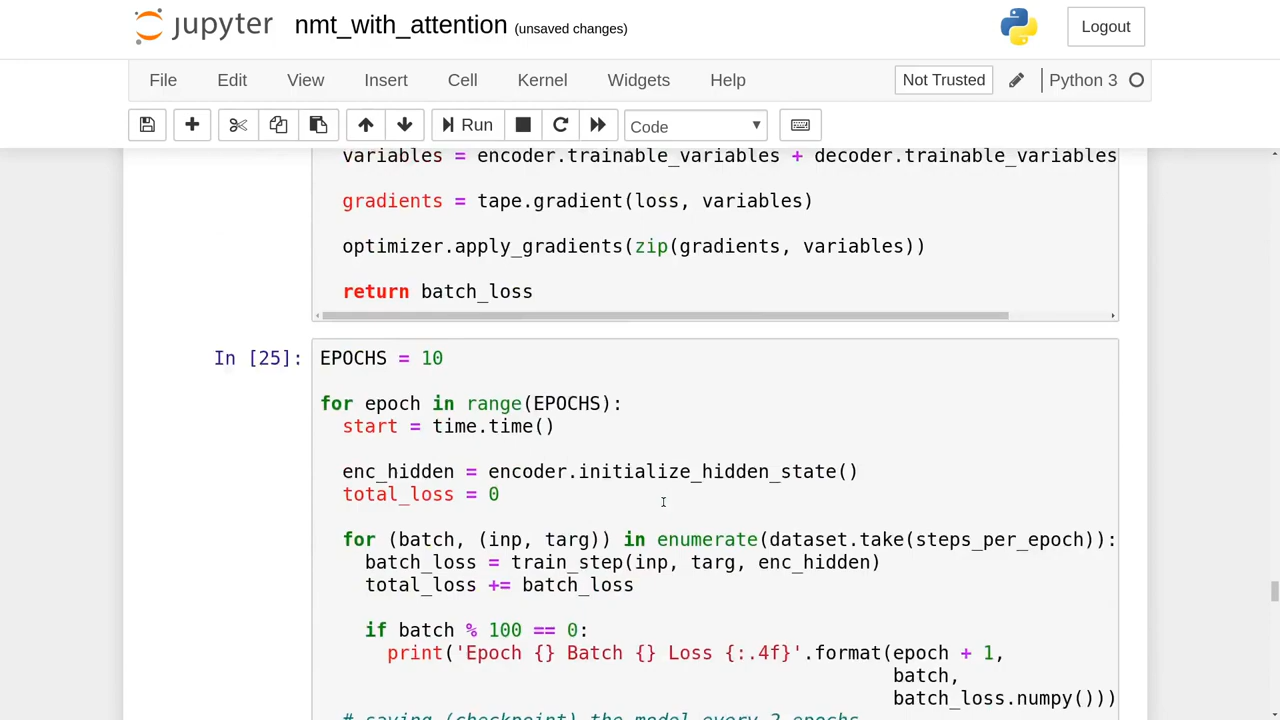 jupyter nmt_with_attention (unsaved changes) Logout
File Edit View Insert Cell Kernel Widgets Help Not Trusted Python 3
Run Code
variables = encoder.trainable_variables + decoder.trainable_variables
gradients = tape.gradient(loss, variables)
optimizer.apply_gradients(zip(gradients, variables))
return batch_loss
In [25]: EPOCHS = 10
for epoch in range(EPOCHS):
start = time.time()
enc_hidden = encoder.initialize_hidden_state()
total_loss = 0
for (batch, (inp, targ)) in enumerate(dataset.take(steps_per_epoch)):
batch_loss = train_step(inp, targ, enc_hidden)
total_loss += batch_loss
if batch % 100 == 0:
print('Epoch {} Batch {} Loss {:.4f}'.format(epoch + 1,
batch,
batch_loss.numpy()))
# saving (checkpoint) the model every 2 epochs